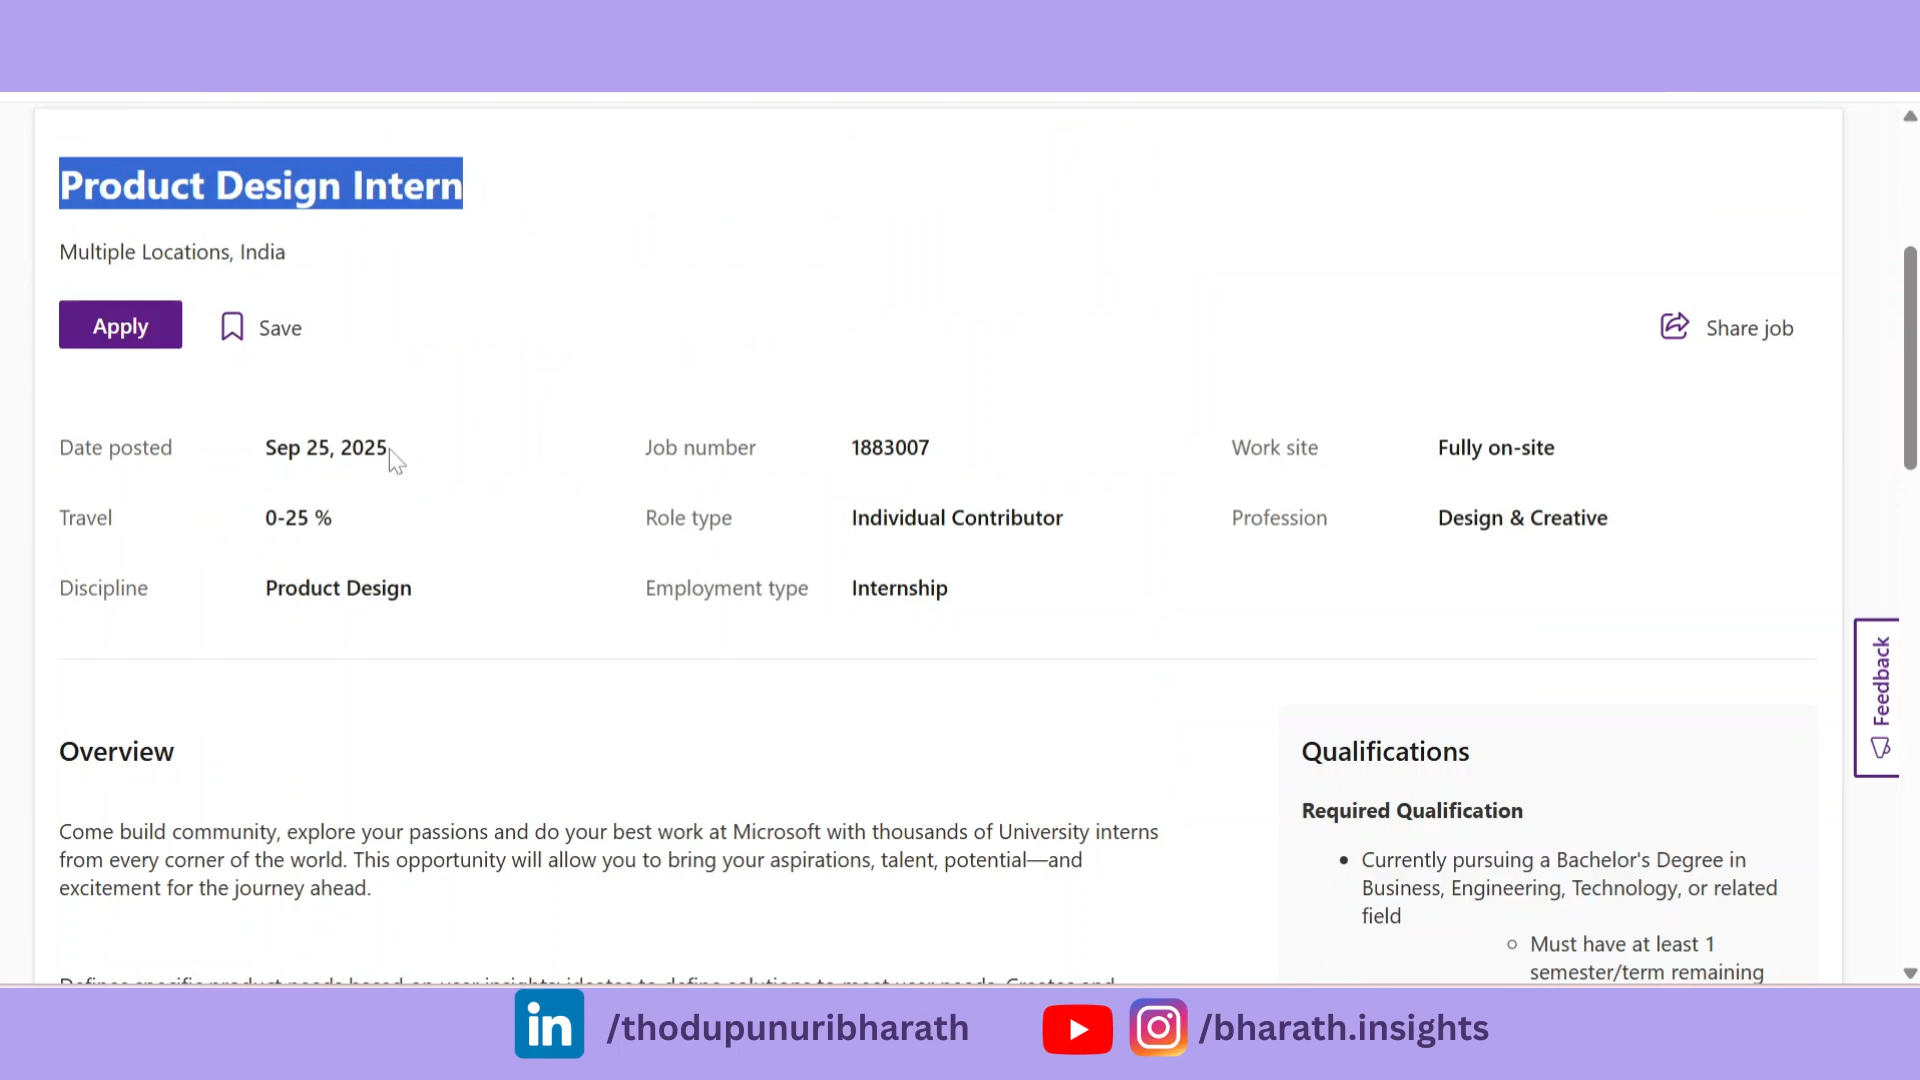 Product Design Intern
Multiple Locations, India
Apply
Save
Share job
Date posted
Sep 25, 2025
Job number
1883007
Work site
Fully on-site
Travel
0-25 %
Role type
Individual Contributor
Profession
Design & Creative
Discipline
Product Design
Employment type
Internship
Feedback
Overview
Come build community, explore your passions and do your best work at Microsoft with thousands of University interns
from every corner of the world. This opportunity will allow you to bring your aspirations, talent, potential—and
excitement for the journey ahead.
Qualifications
Required Qualification
• Currently pursuing a Bachelor's Degree in
Business, Engineering, Technology, or related
field
○ Must have at least 1
semester/term remaining
in
/thodupunuribharath
/bharath.insights